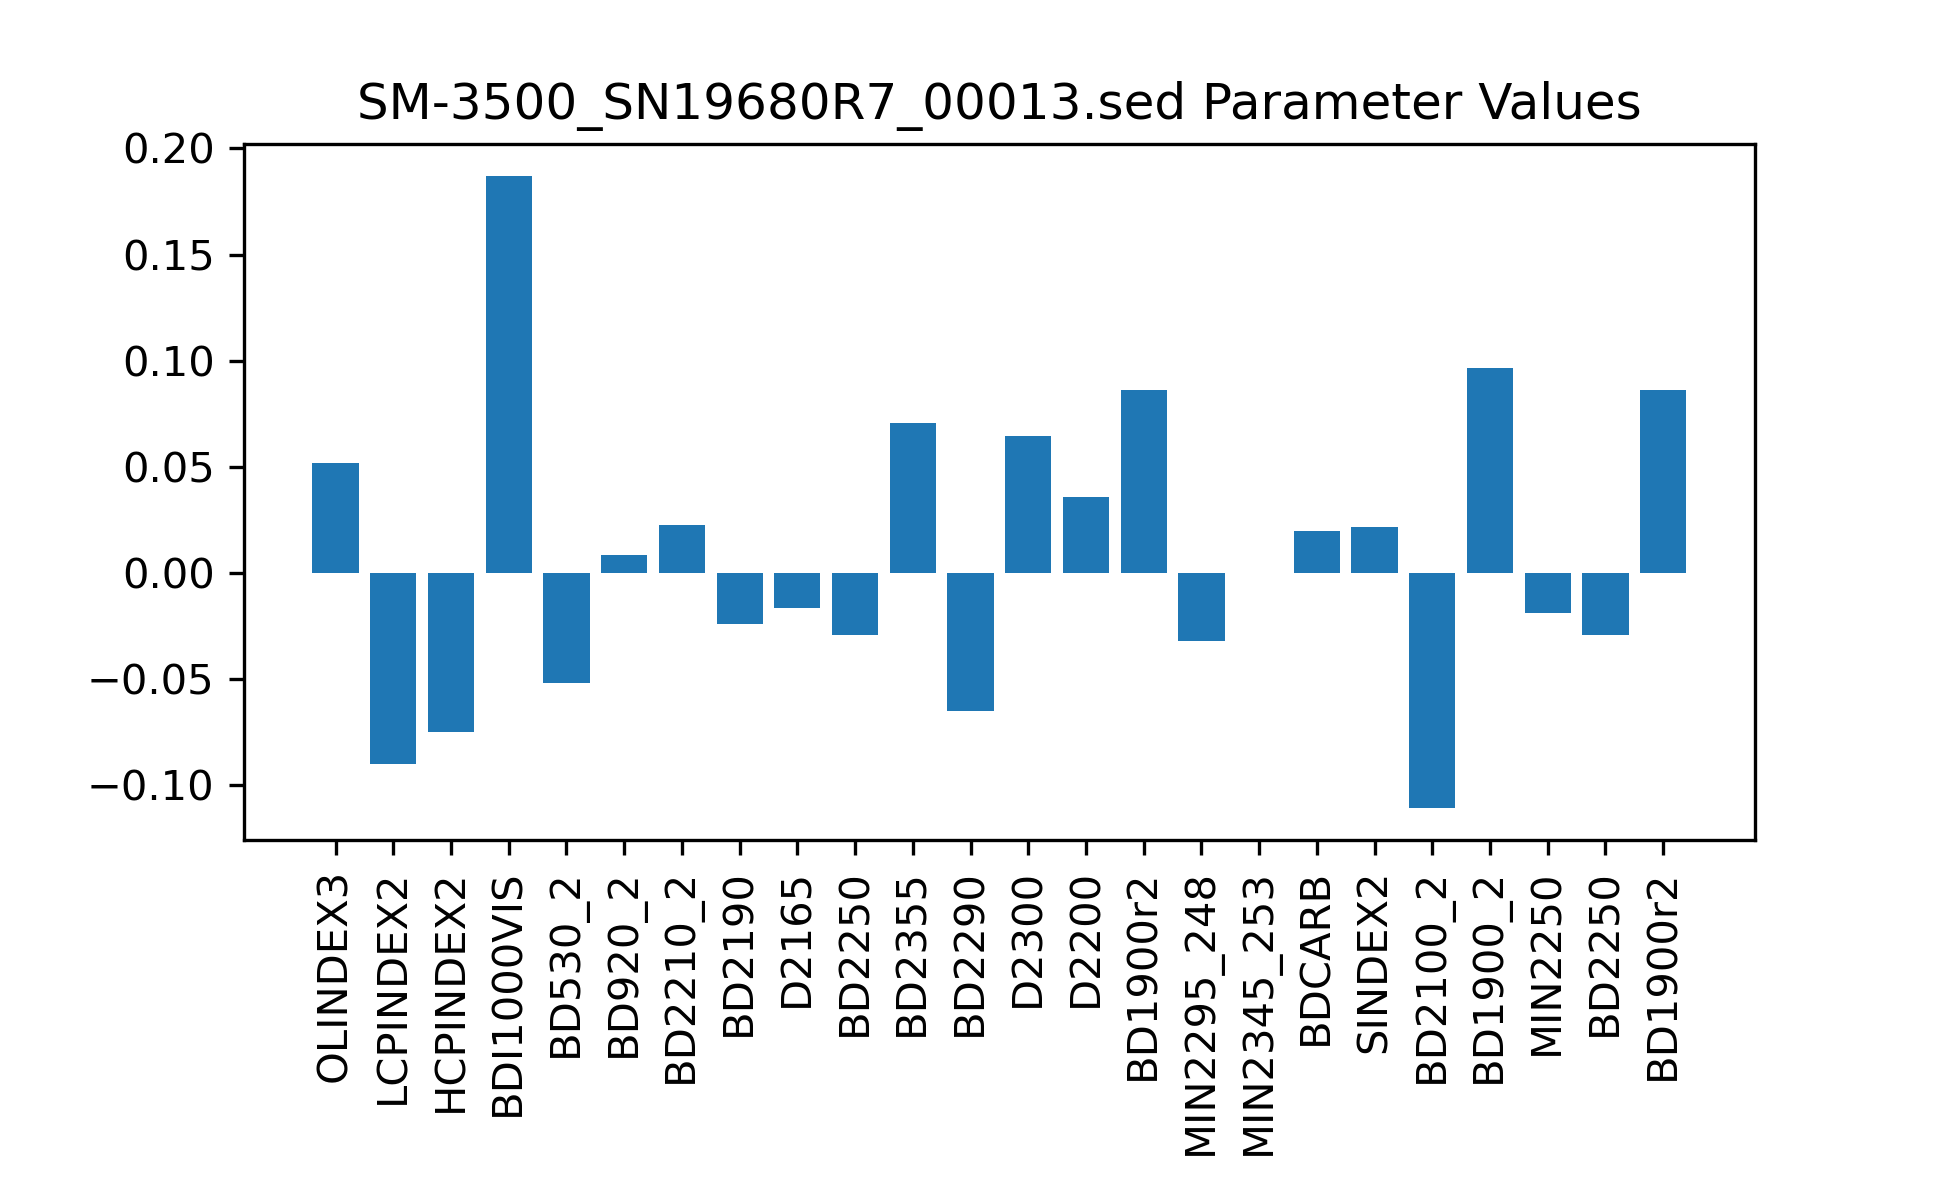 SM-3500_SN19680R7_00013.sed Parameter Values
0.20
0.15
0.10
0.05
0.00
−0.05
−0.10
OLINDEX3
LCPINDEX2
HCPINDEX2
BDI1000VIS
BD530_2
BD920_2
BD2210_2
BD2190
D2165
BD2250
BD2355
BD2290
D2300
D2200
BD1900r2
MIN2295_248
MIN2345_253
BDCARB
SINDEX2
BD2100_2
BD1900_2
MIN2250
BD2250
BD1900r2